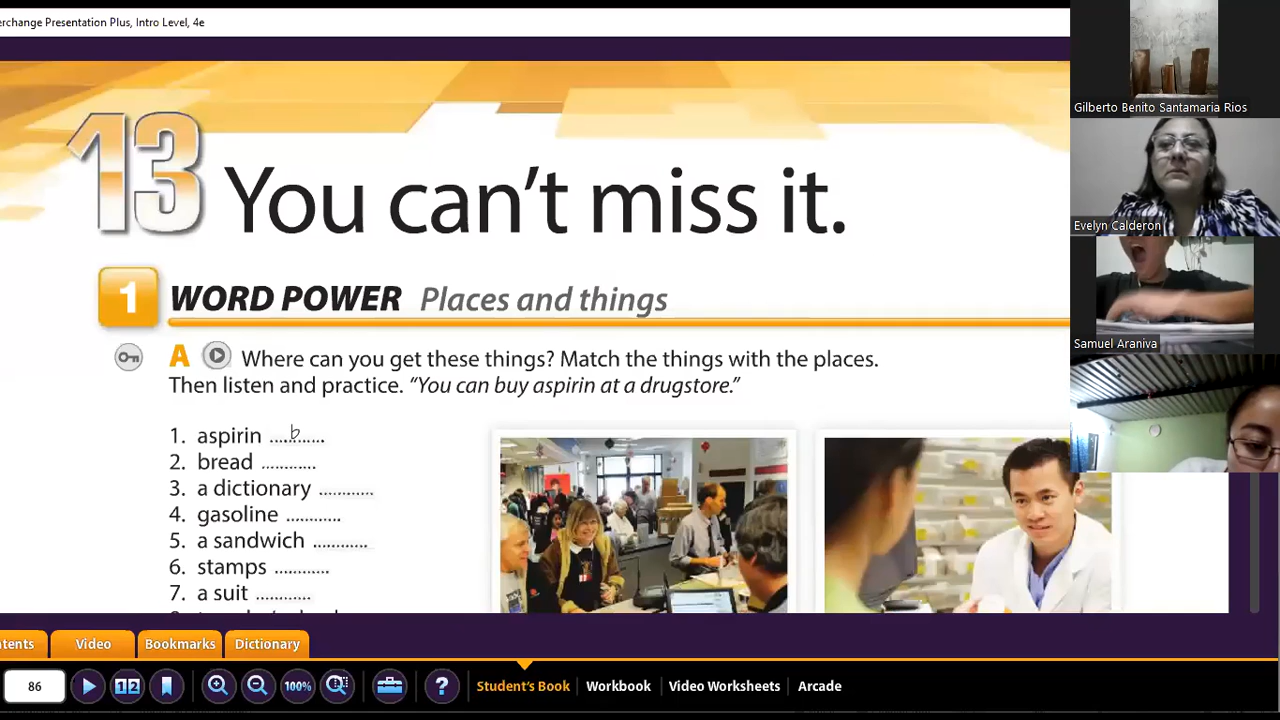 erchange Presentation Plus, Intro Level, 4e
13 You can't miss it.
1 WORD POWER Places and things
A Where can you get these things? Match the things with the places.
Then listen and practice. "You can buy aspirin at a drugstore."
1. aspirin .....b......
2. bread ...........
3. a dictionary ...........
4. gasoline ...........
5. a sandwich ...........
6. stamps ...........
7. a suit ...........
Gilberto Benito Santamaria Rios
Evelyn Calderon
Samuel Araniva
ntents Video Bookmarks Dictionary
86 12 100% ? Student's Book Workbook Video Worksheets Arcade